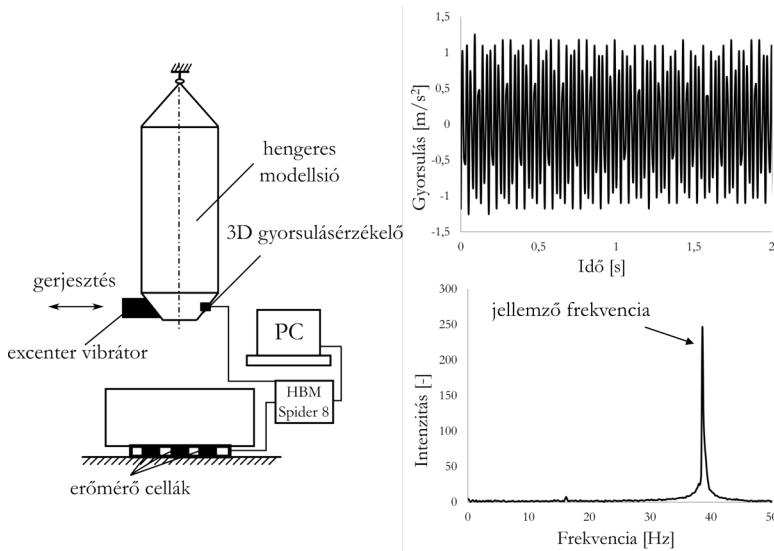 hengeres
modellsió
3D gyorsulásérzékelő
gerjesztés
excenter vibrátor
PC
HBM
Spider 8
erőmérő cellák
Gyorsulás [m/s²]
1,5
1
0,5
0
-0,5
-1
-1,5
0 0,5 1 1,5 2
Idő [s]
jellemző frekvencia
Intenzitás [-]
300
250
200
150
100
50
0
0 10 20 30 40 50
Frekvencia [Hz]